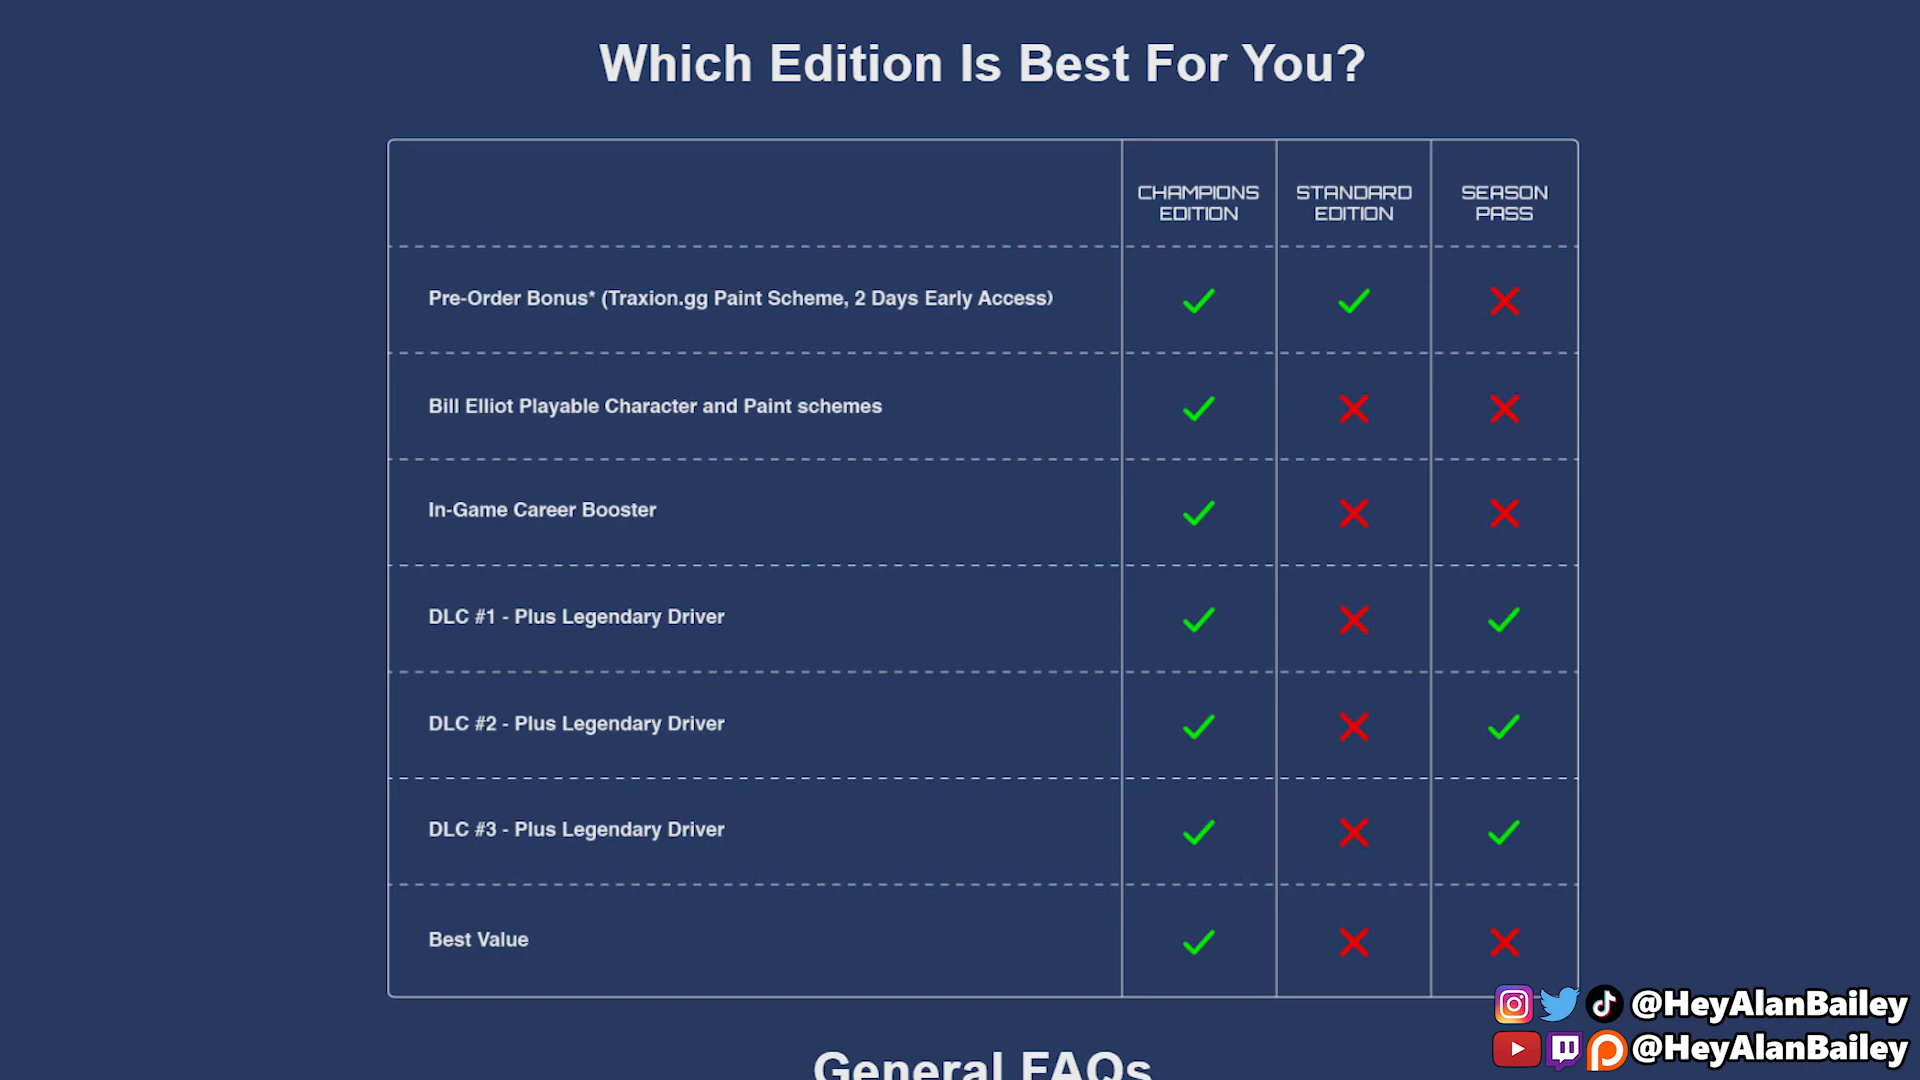 Which Edition Is Best For You?
CHAMPIONS EDITION
STANDARD EDITION
SEASON PASS
Pre-Order Bonus* (Traxion.gg Paint Scheme, 2 Days Early Access)
Bill Elliot Playable Character and Paint schemes
In-Game Career Booster
DLC #1 - Plus Legendary Driver
DLC #2 - Plus Legendary Driver
DLC #3 - Plus Legendary Driver
Best Value
@HeyAlanBailey
@HeyAlanBailey
General FAQs